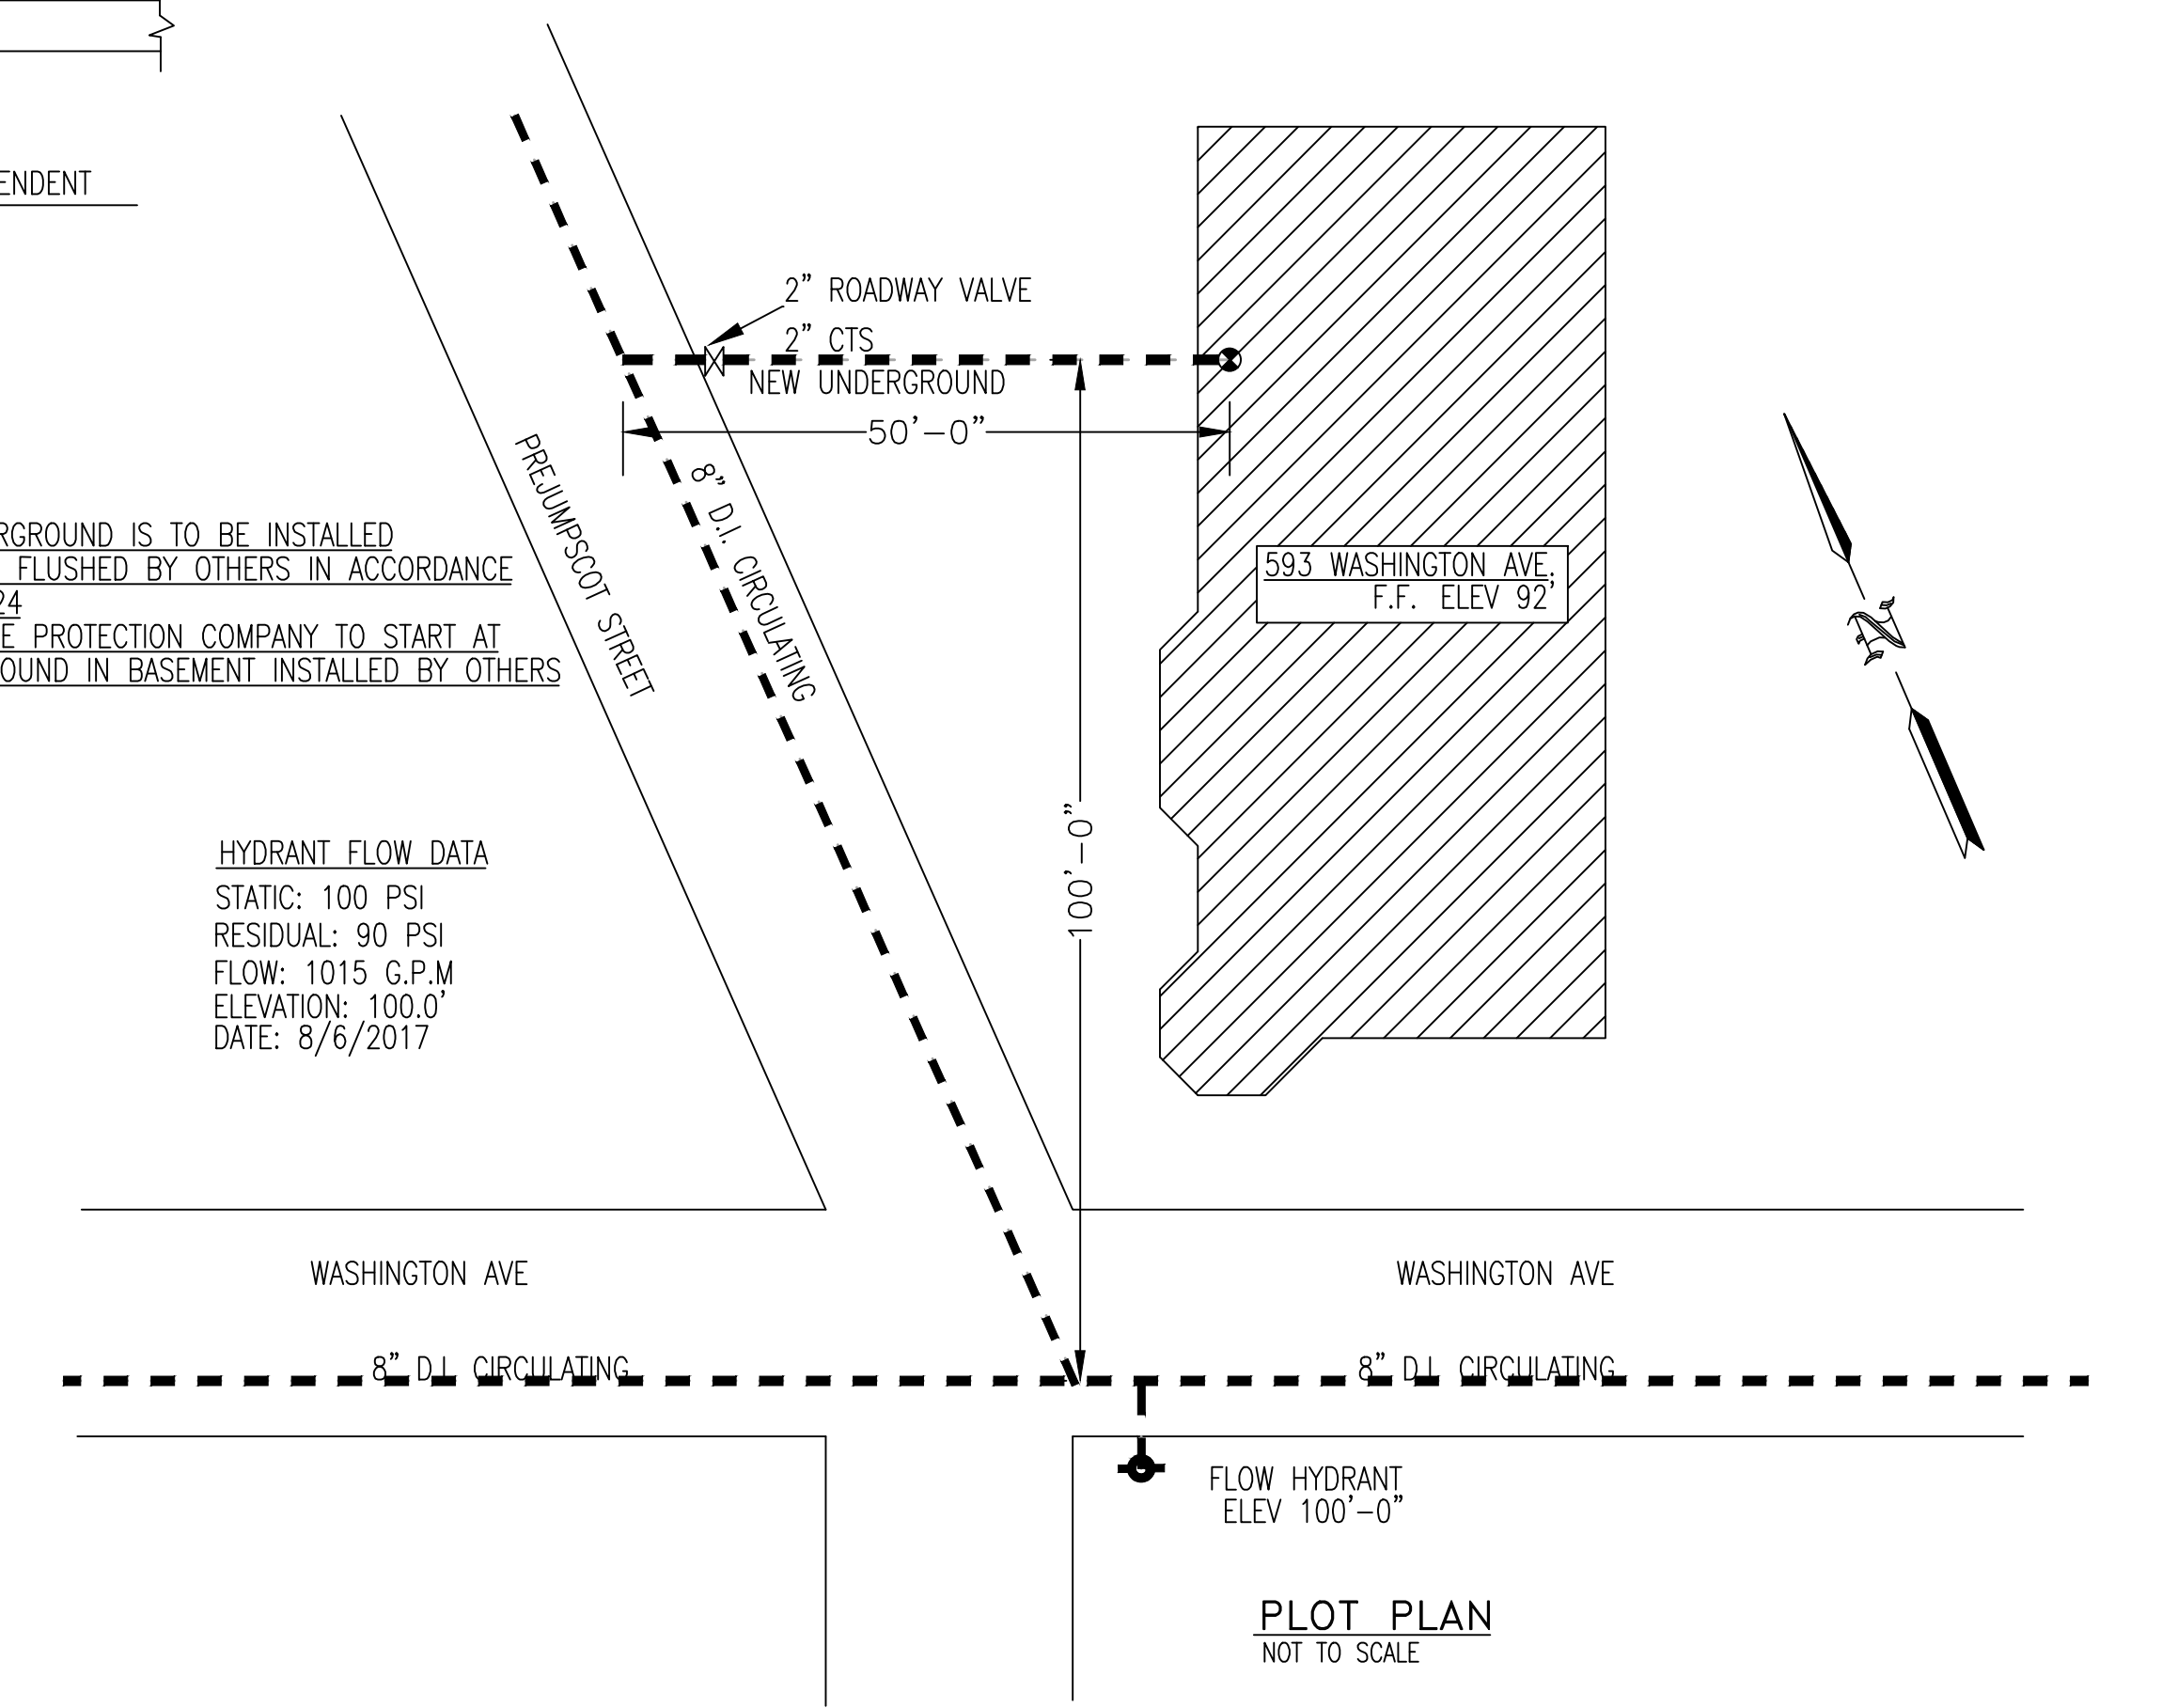 ENDENT
2" ROADWAY VALVE
2" CTS
NEW UNDERGROUND
50'-0"
PREJUMPSCOT STREET
8" D.I. CIRCULATING
RGROUND IS TO BE INSTALLED
FLUSHED BY OTHERS IN ACCORDANCE
24
E PROTECTION COMPANY TO START AT
OUND IN BASEMENT INSTALLED BY OTHERS
593 WASHINGTON AVE.
F.F. ELEV 92'
N
100'-0"
HYDRANT FLOW DATA
STATIC: 100 PSI
RESIDUAL: 90 PSI
FLOW: 1015 G.P.M
ELEVATION: 100.0'
DATE: 8/6/2017
WASHINGTON AVE
WASHINGTON AVE
8" D.I. CIRCULATING
8" D.I. CIRCULATING
FLOW HYDRANT
ELEV 100'-0"
PLOT PLAN
NOT TO SCALE